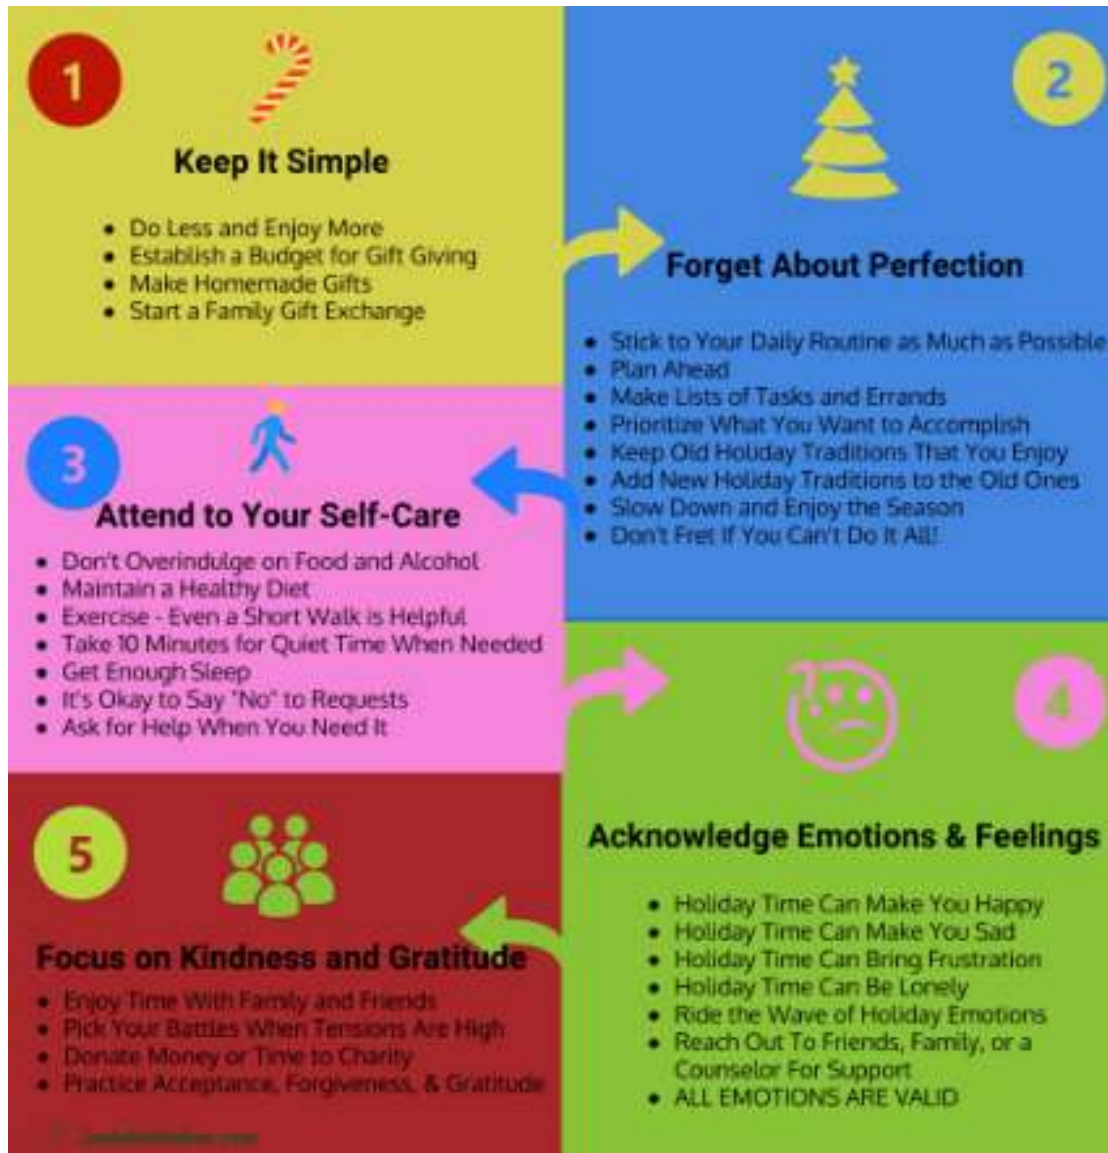 1
Keep It Simple
• Do Less and Enjoy More
• Establish a Budget for Gift Giving
• Make Homemade Gifts
• Start a Family Gift Exchange
2
Forget About Perfection
• Stick to Your Daily Routine as Much as Possible
• Plan Ahead
• Make Lists of Tasks and Errands
• Prioritize What You Want to Accomplish
• Keep Old Holiday Traditions That You Enjoy
• Add New Holiday Traditions to the Old Ones
• Slow Down and Enjoy the Season
• Don't Fret If You Can't Do It All!
3
Attend to Your Self-Care
• Don't Overindulge on Food and Alcohol
• Maintain a Healthy Diet
• Exercise - Even a Short Walk is Helpful
• Take 10 Minutes for Quiet Time When Needed
• Get Enough Sleep
• It's Okay to Say "No" to Requests
• Ask for Help When You Need It
4
Acknowledge Emotions & Feelings
• Holiday Time Can Make You Happy
• Holiday Time Can Make You Sad
• Holiday Time Can Bring Frustration
• Holiday Time Can Be Lonely
• Ride the Wave of Holiday Emotions
• Reach Out To Friends, Family, or a
Counselor For Support
• ALL EMOTIONS ARE VALID
5
Focus on Kindness and Gratitude
• Enjoy Time With Family and Friends
• Pick Your Battles When Tensions Are High
• Donate Money or Time to Charity
• Practice Acceptance, Forgiveness, & Gratitude